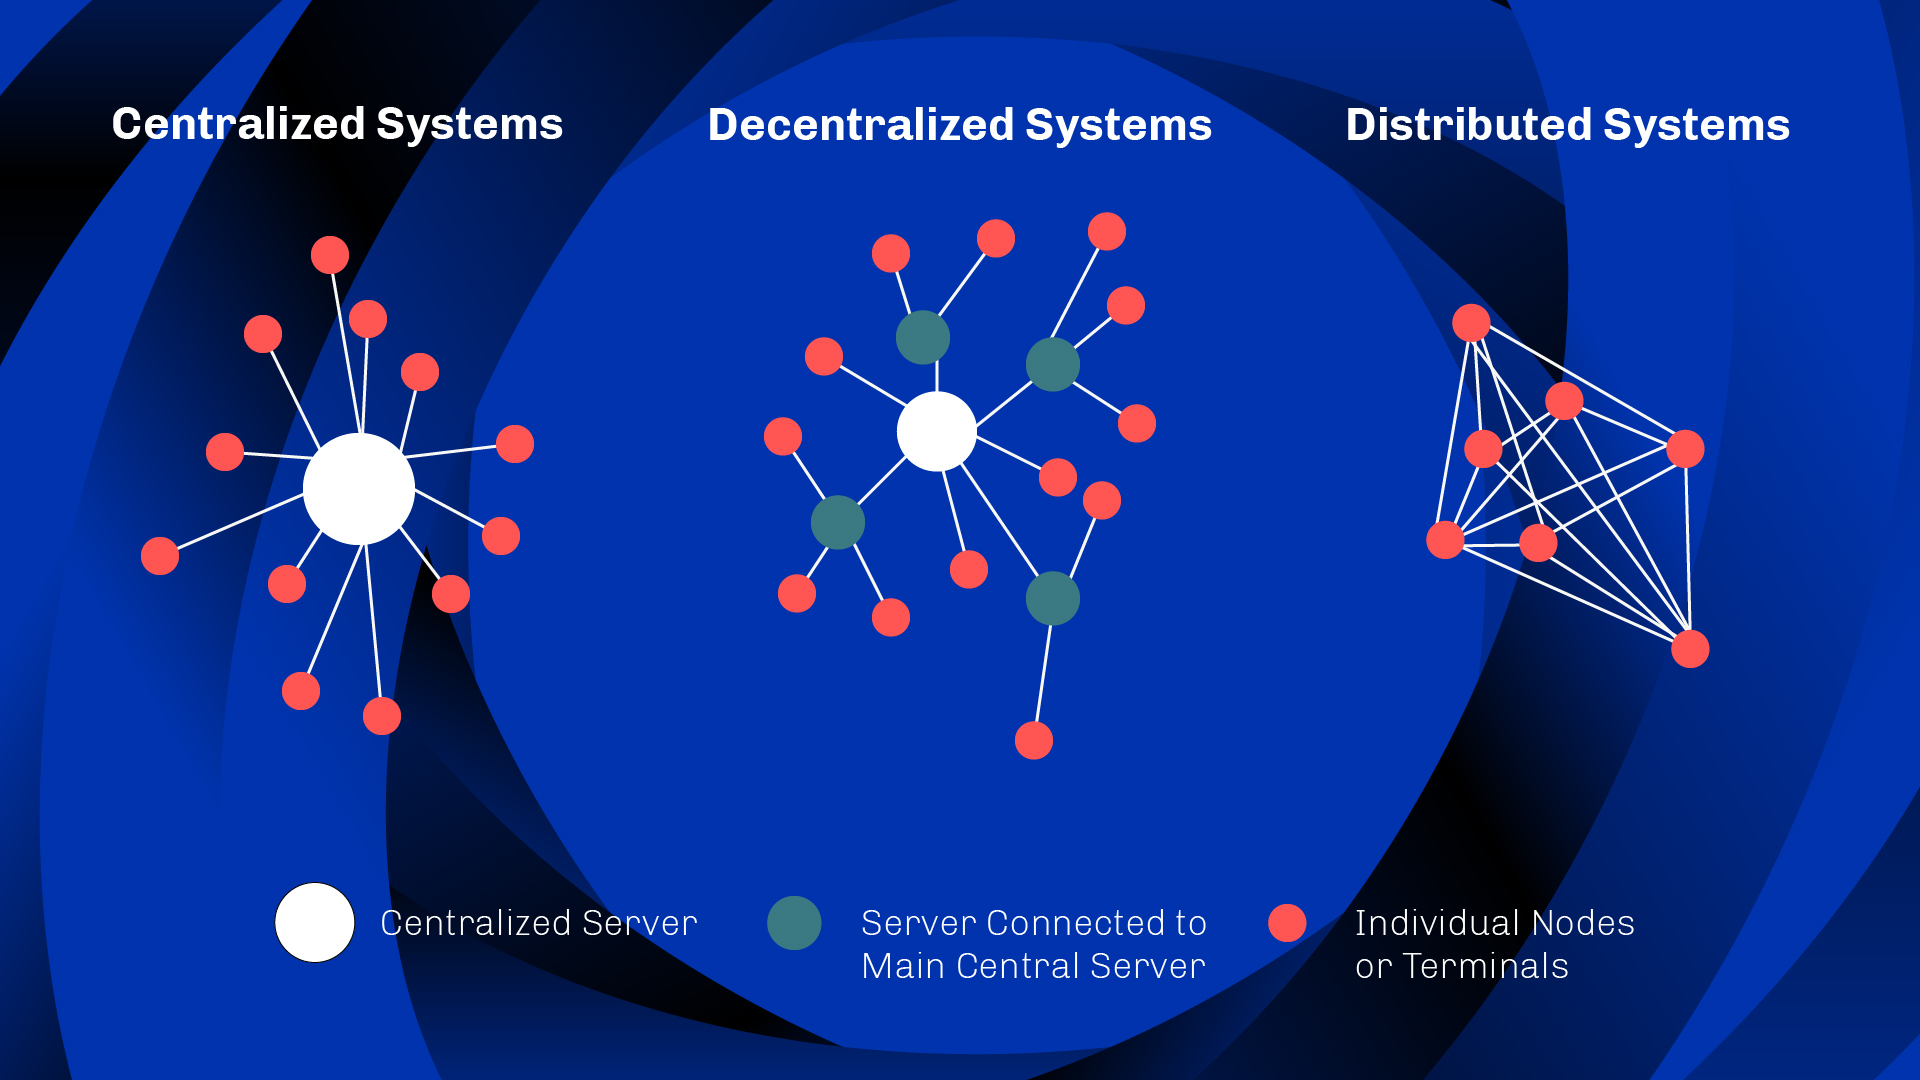 Centralized Systems
Decentralized Systems
Distributed Systems
Centralized Server
Server Connected to
Main Central Server
Individual Nodes
or Terminals